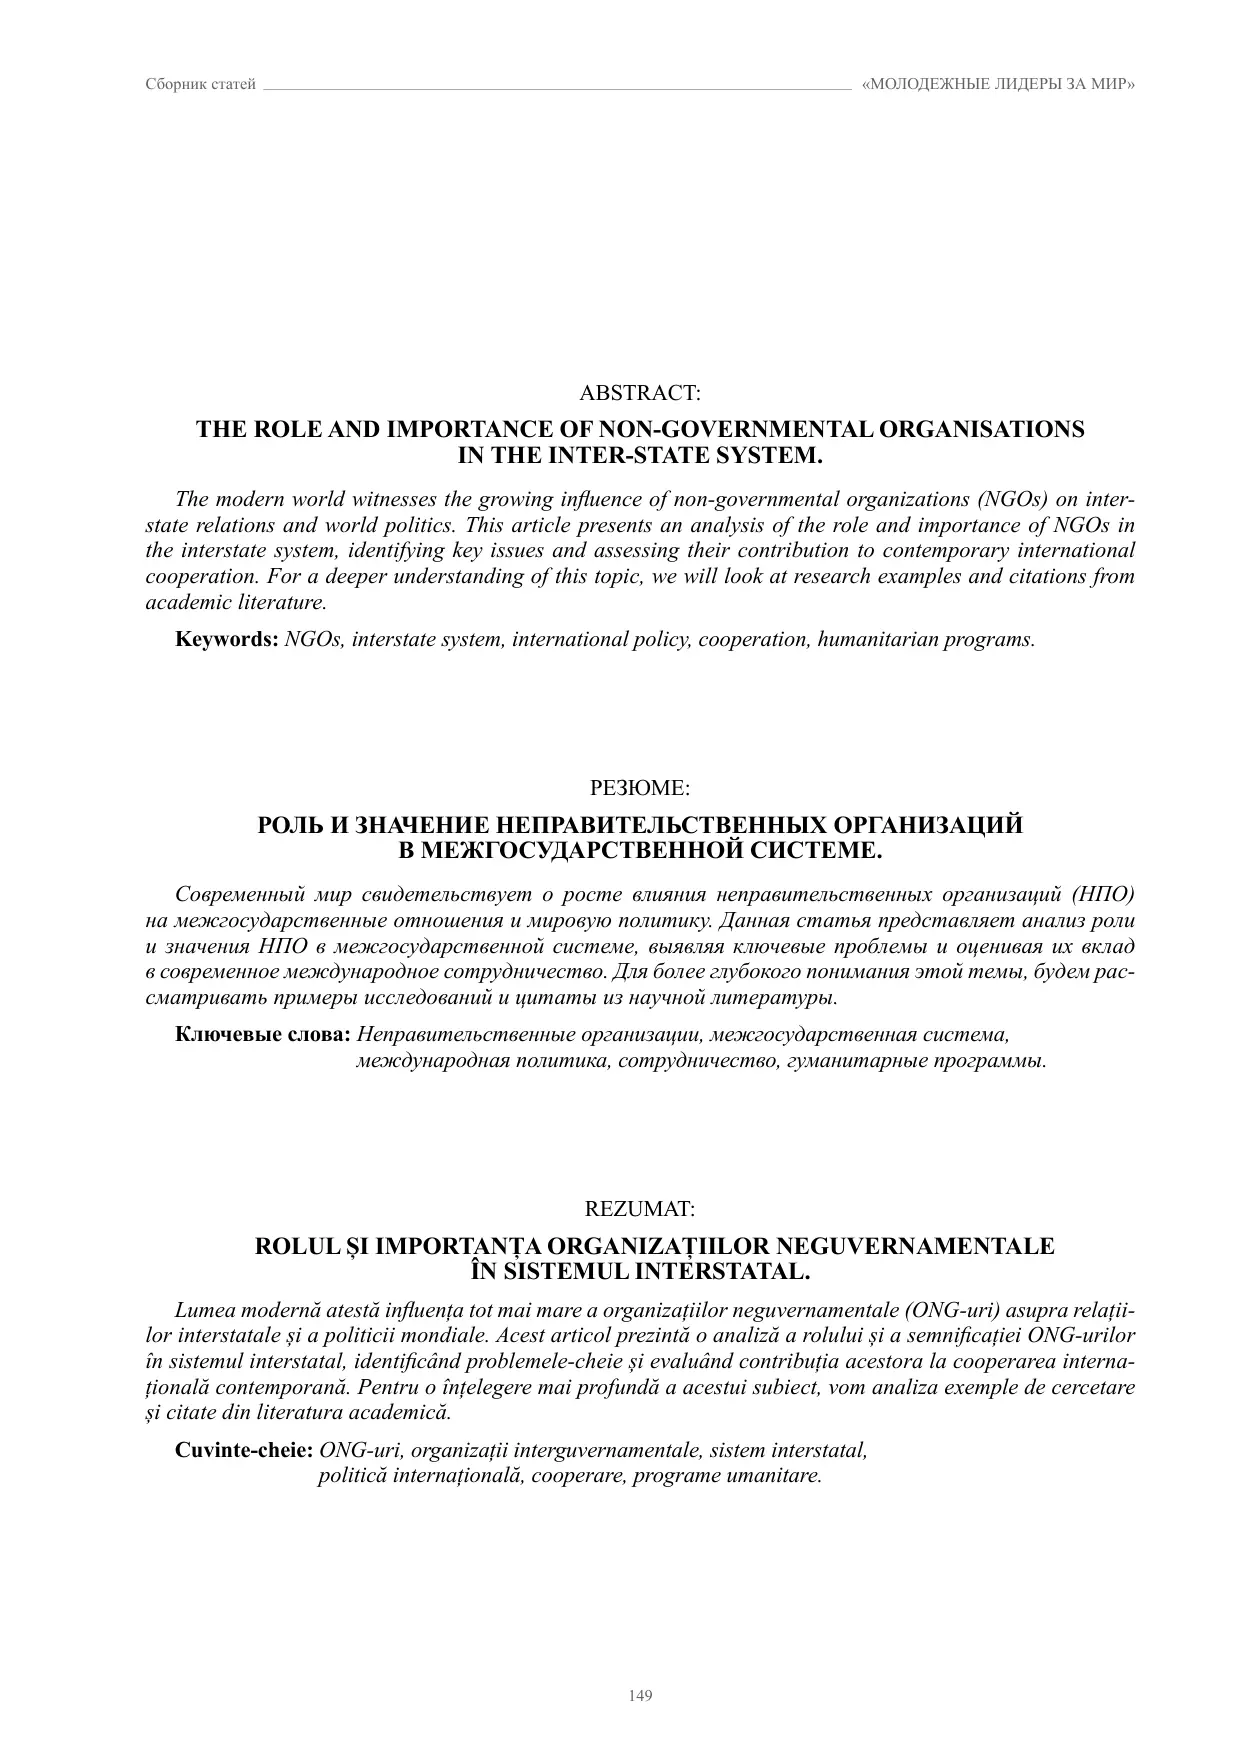 Сборник статей «МОЛОДЕЖНЫЕ ЛИДЕРЫ ЗА МИР»
ABSTRACT:
THE ROLE AND IMPORTANCE OF NON-GOVERNMENTAL ORGANISATIONS
IN THE INTER-STATE SYSTEM.
The modern world witnesses the growing influence of non-governmental organizations (NGOs) on inter-
state relations and world politics. This article presents an analysis of the role and importance of NGOs in
the interstate system, identifying key issues and assessing their contribution to contemporary international
cooperation. For a deeper understanding of this topic, we will look at research examples and citations from
academic literature.
Keywords: NGOs, interstate system, international policy, cooperation, humanitarian programs.
РЕЗЮМЕ:
РОЛЬ И ЗНАЧЕНИЕ НЕПРАВИТЕЛЬСТВЕННЫХ ОРГАНИЗАЦИЙ
В МЕЖГОСУДАРСТВЕННОЙ СИСТЕМЕ.
Современный мир свидетельствует о росте влияния неправительственных организаций (НПО)
на межгосударственные отношения и мировую политику. Данная статья представляет анализ роли
и значения НПО в межгосударственной системе, выявляя ключевые проблемы и оценивая их вклад
в современное международное сотрудничество. Для более глубокого понимания этой темы, будем рас-
сматривать примеры исследований и цитаты из научной литературы.
Ключевые слова: Неправительственные организации, межгосударственная система,
международная политика, сотрудничество, гуманитарные программы.
REZUMAT:
ROLUL ȘI IMPORTANȚA ORGANIZAȚIILOR NEGUVERNAMENTALE
ÎN SISTEMUL INTERSTATAL.
Lumea modernă atestă influența tot mai mare a organizațiilor neguvernamentale (ONG-uri) asupra relații-
lor interstatale și a politicii mondiale. Acest articol prezintă o analiză a rolului și a semnificației ONG-urilor
în sistemul interstatal, identificând problemele-cheie și evaluând contribuția acestora la cooperarea interna-
țională contemporană. Pentru o înțelegere mai profundă a acestui subiect, vom analiza exemple de cercetare
și citate din literatura academică.
Cuvinte-cheie: ONG-uri, organizații interguvernamentale, sistem interstatal,
politică internațională, cooperare, programe umanitare.
149